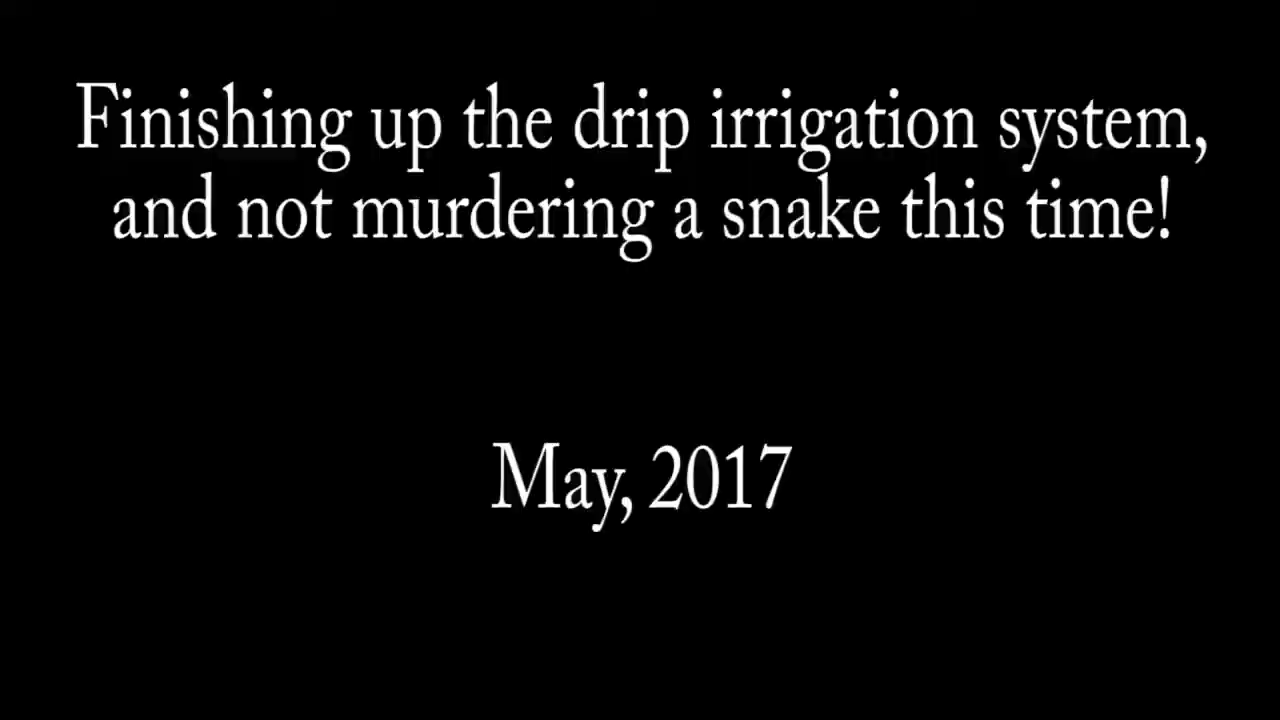 Finishing up the drip irrigation system,
and not murdering a snake this time!
May, 2017